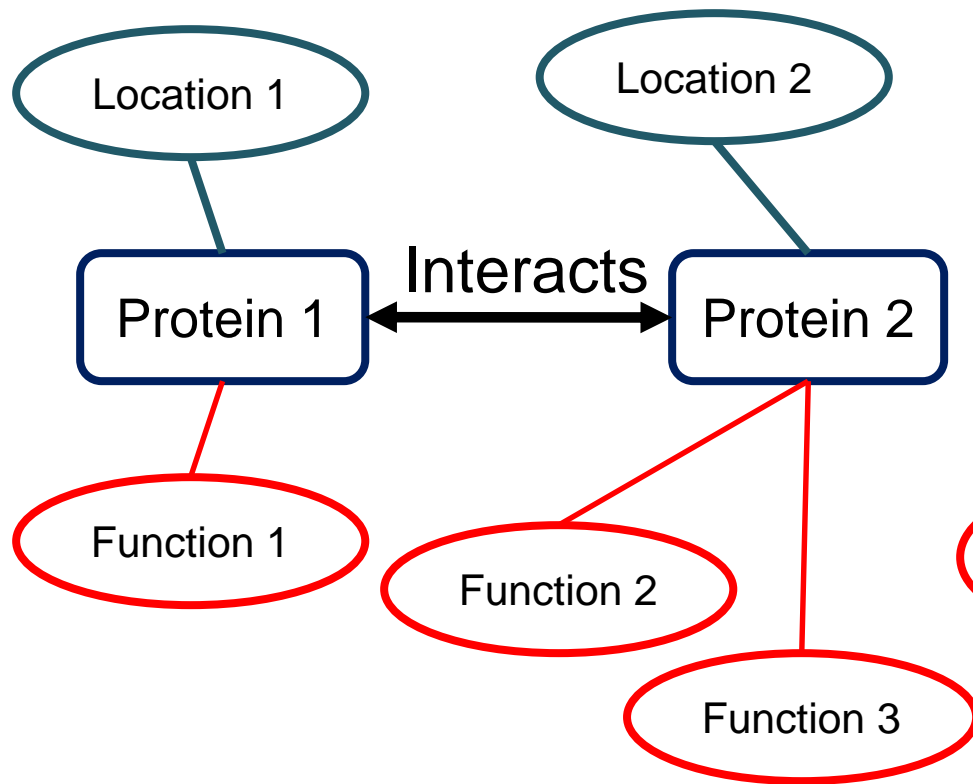 Location 1
Location 2
Interacts
Protein 1
Protein 2
Function 1
Function 2
Function 3